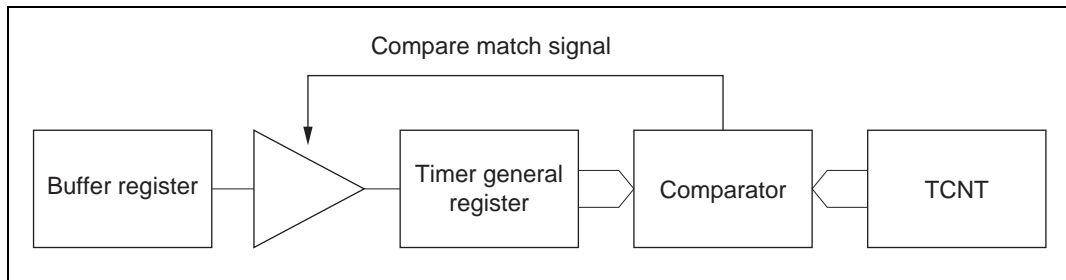 Compare match signal
Buffer register
Timer general
register
Comparator
TCNT